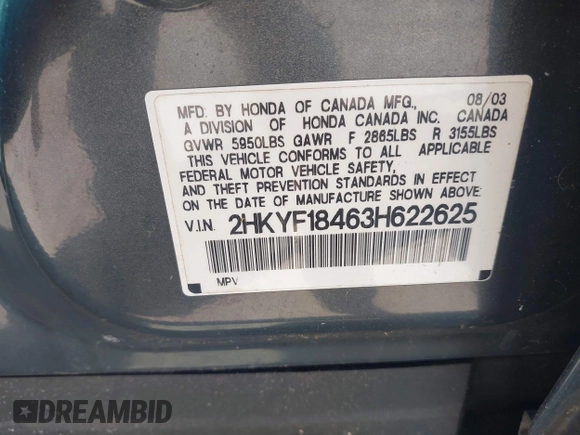 MFD. BY HONDA OF CANADA MFG., 08/03
A DIVISION OF HONDA CANADA INC. CANADA
GVWR 5950LBS GAWR F 2865LBS R 3155LBS
THIS VEHICLE CONFORMS TO ALL APPLICABLE
FEDERAL MOTOR VEHICLE SAFETY,
AND THEFT PREVENTION STANDARDS IN EFFECT
ON THE DATE OF MANUFACTURE SHOWN ABOVE.
V.I.N. 2HKYF18463H622625
MPV
DREAMBID